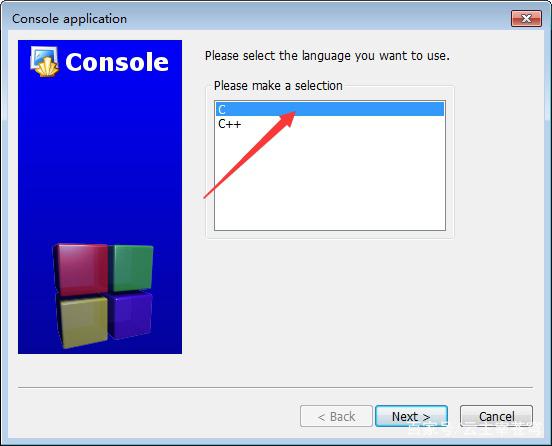 Console application
Console
Please select the language you want to use.
Please make a selection
C
C++
< Back
Next >
Cancel